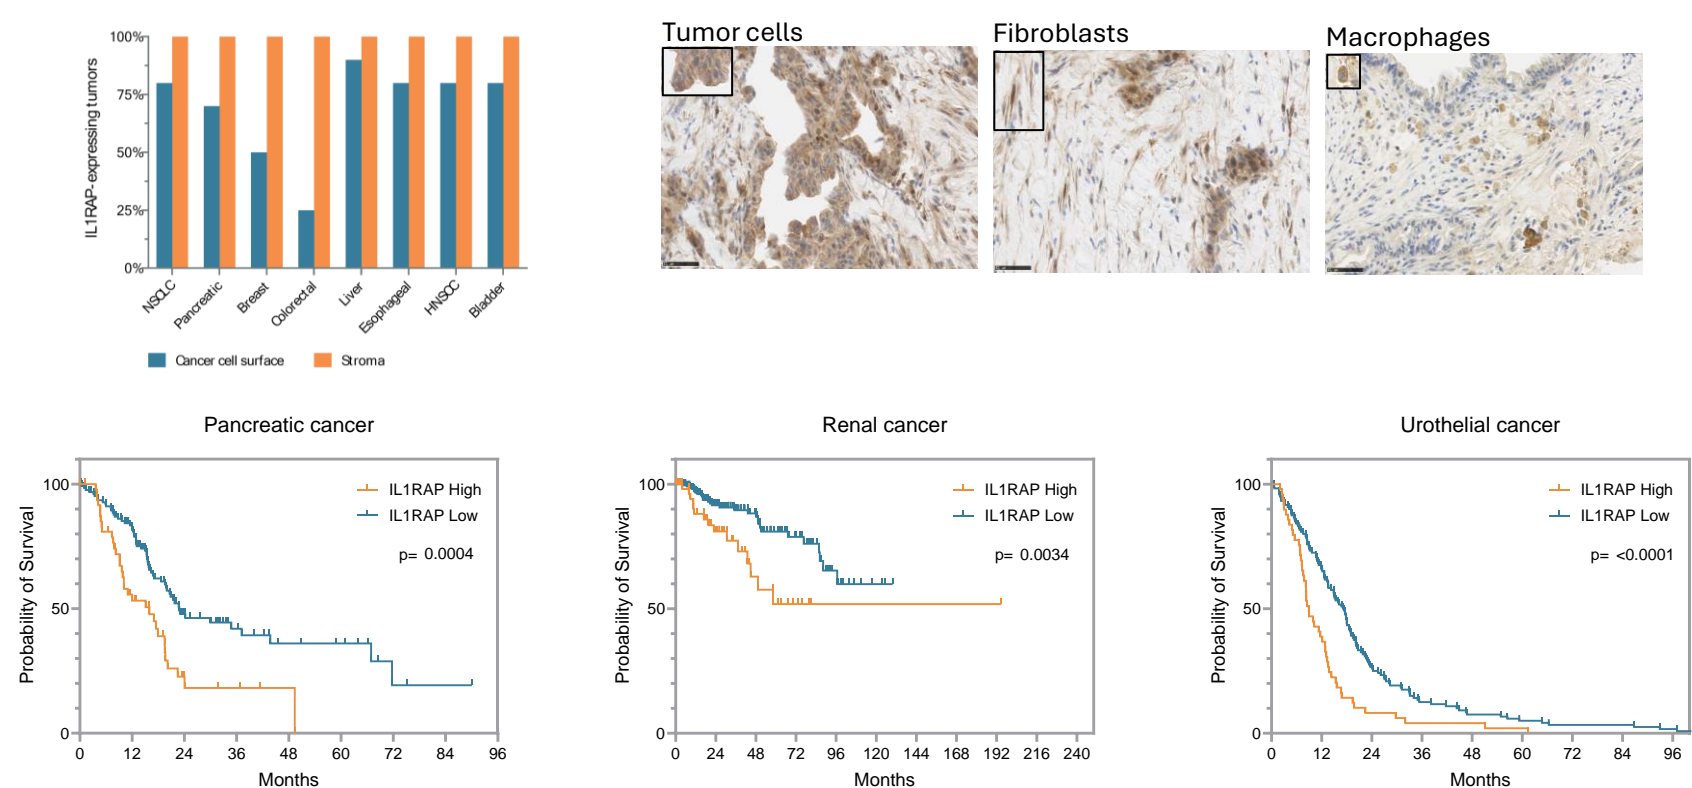 IL1RAP-expressing tumors
100%
75%
50%
25%
0%
NSCLC
Pancreatic
Breast
Colorectal
Liver
Esophageal
HNSCC
Bladder
Cancer cell surface
Stroma
Tumor cells
Fibroblasts
Macrophages
Pancreatic cancer
Probability of Survival
100
50
0
IL1RAP High
IL1RAP Low
p= 0.0004
0 12 24 36 48 60 72 84 96
Months
Renal cancer
Probability of Survival
100
50
0
IL1RAP High
IL1RAP Low
p= 0.0034
0 24 48 72 96 120 144 168 192 216 240
Months
Urothelial cancer
Probability of Survival
100
50
0
IL1RAP High
IL1RAP Low
p= <0.0001
0 12 24 36 48 60 72 84 96
Months